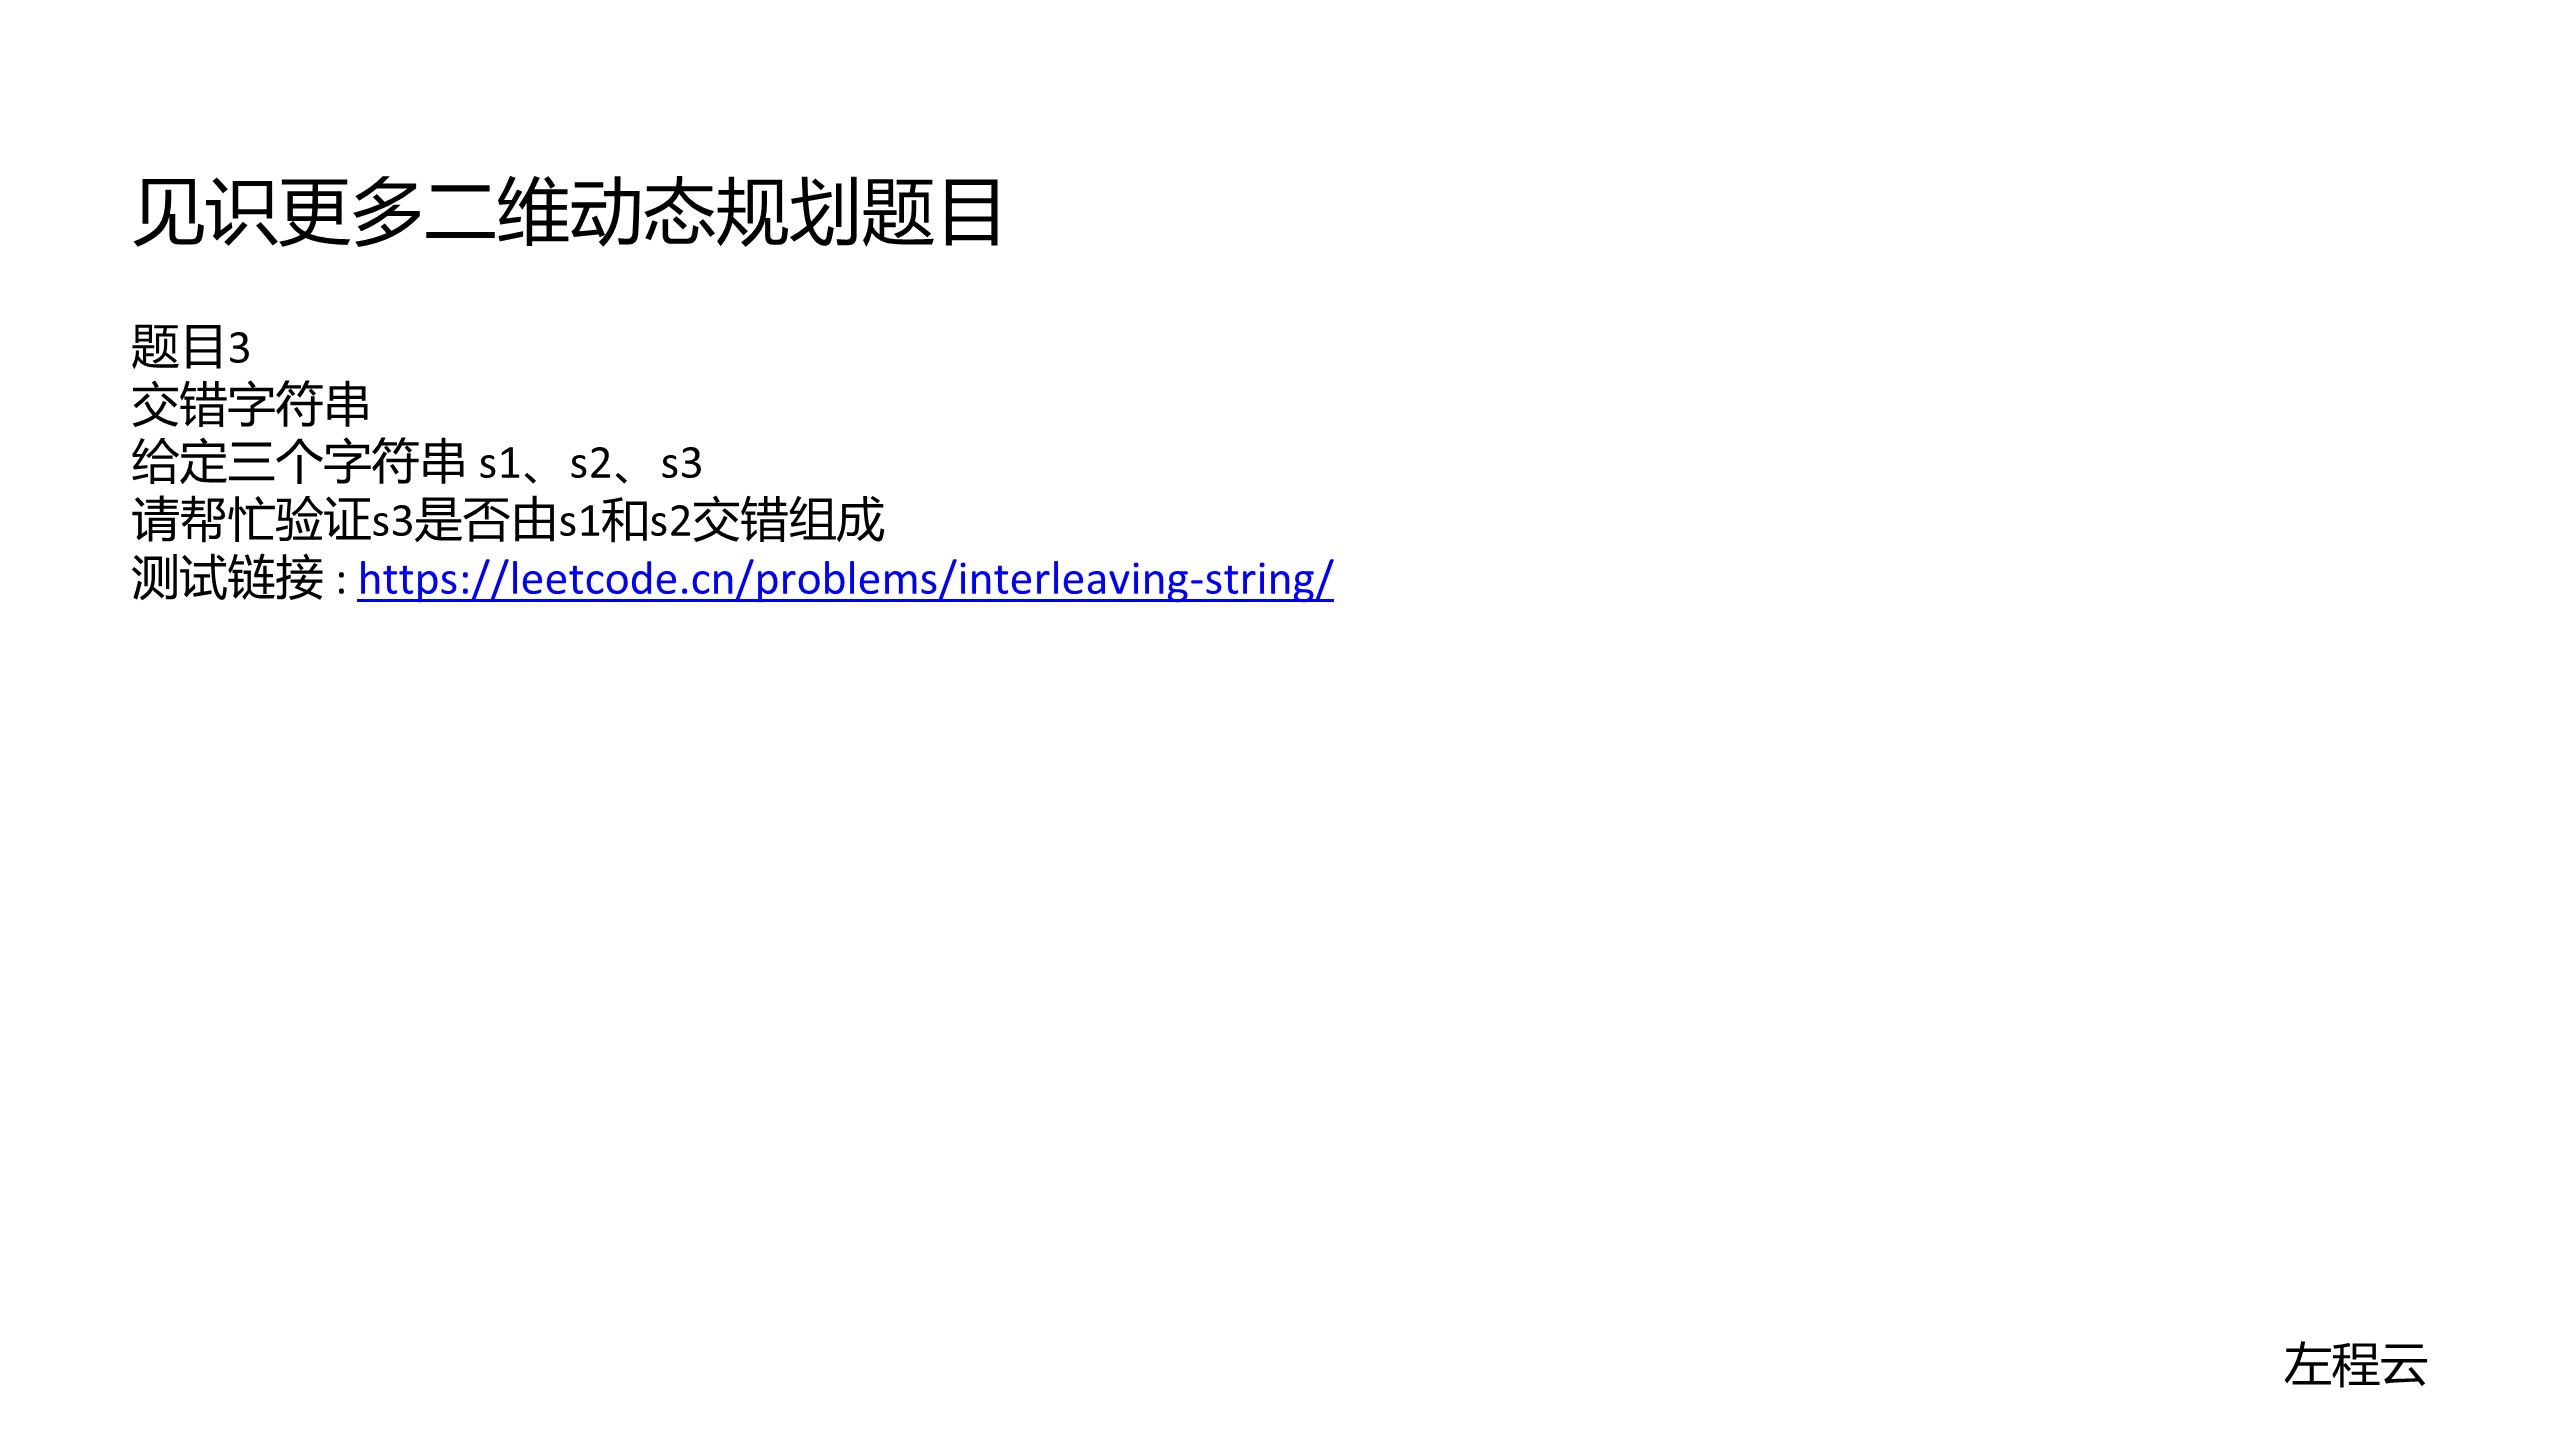 见识更多二维动态规划题目
题目3
交错字符串
给定三个字符串 s1、s2、s3
请帮忙验证s3是否由s1和s2交错组成
测试链接 : https://leetcode.cn/problems/interleaving-string/
左程云